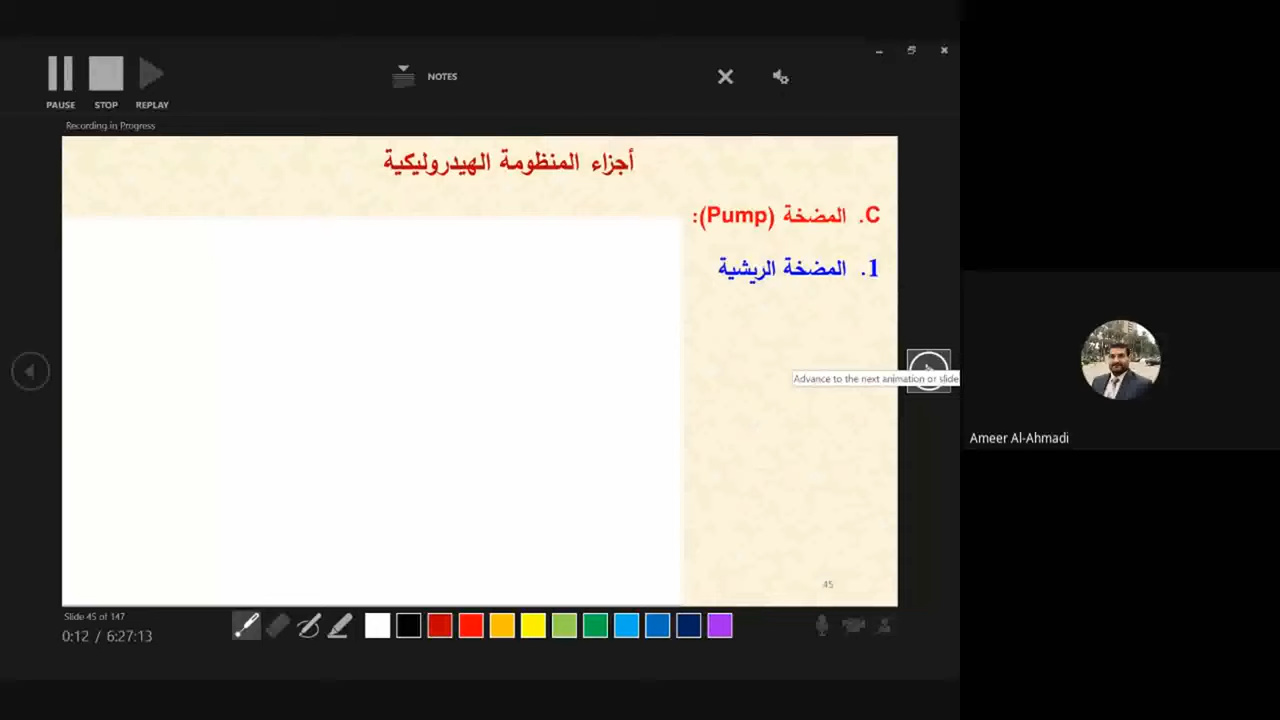 PAUSE STOP REPLAY
NOTES
Recording in Progress
أجزاء المنظومة الهيدروليكية
C. المضخة (Pump):
1. المضخة الريشية
Advance to the next animation or slide
45
Slide 45 of 147
0:12 / 6:27:13
Ameer Al-Ahmadi